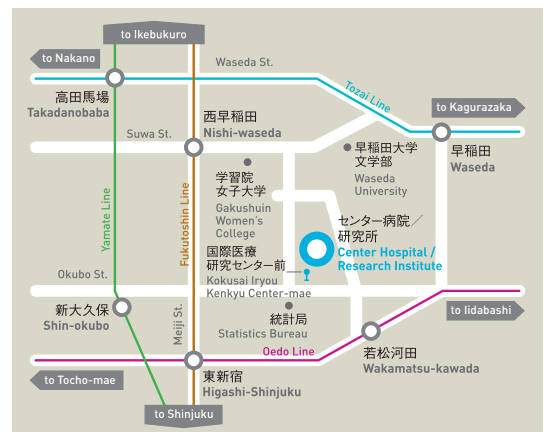 to Ikebukuro
to Nakano
Waseda St.
高田馬場
Takadanobaba
Tozai Line
to Kagurazaka
西早稲田
Nishi-waseda
Suwa St.
早稲田大学
文学部
Waseda
University
早稲田
Waseda
学習院
女子大学
Gakushuin
Women's
College
Yamate Line
Fukutoshin Line
センター病院／
研究所
Center Hospital /
Research Institute
国際医療
研究センター前
Kokusai Iryou
Kenkyu Center-mae
Okubo St.
新大久保
Shin-okubo
Meiji St.
統計局
Statistics Bureau
to Iidabashi
Oedo Line
若松河田
Wakamatsu-kawada
to Tocho-mae
東新宿
Higashi-Shinjuku
to Shinjuku